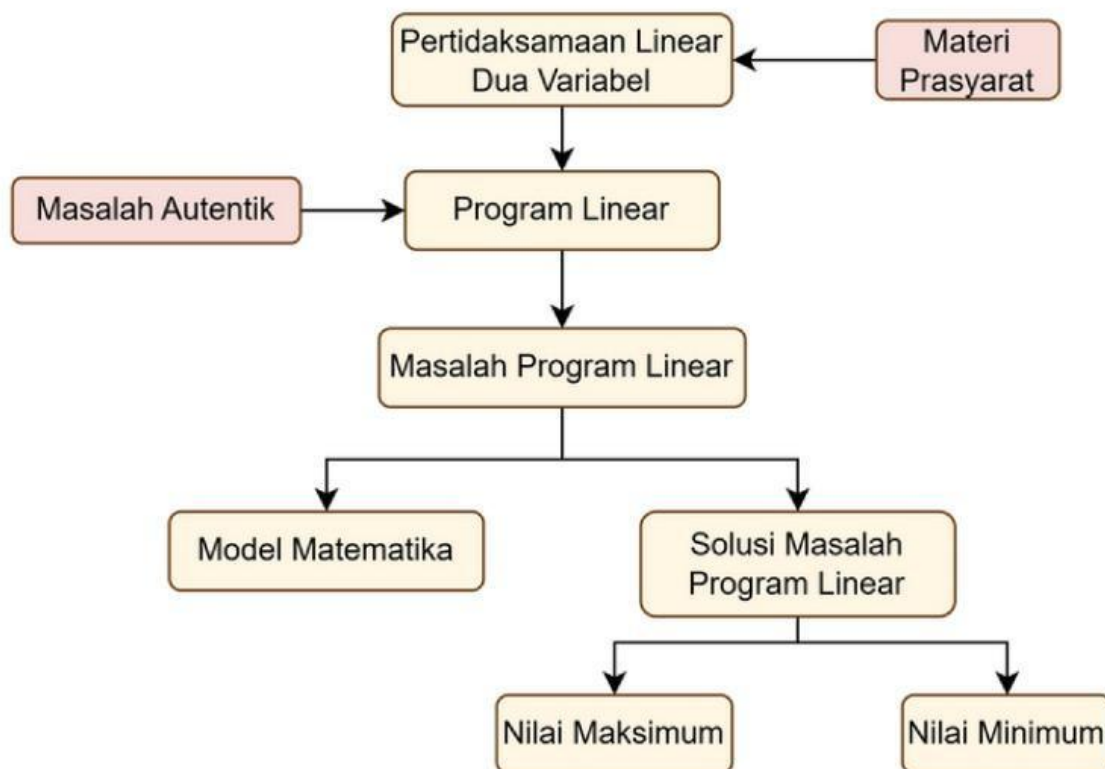 Pertidaksamaan Linear
Dua Variabel
Materi
Prasyarat
Masalah Autentik
Program Linear
Masalah Program Linear
Model Matematika
Solusi Masalah
Program Linear
Nilai Maksimum
Nilai Minimum